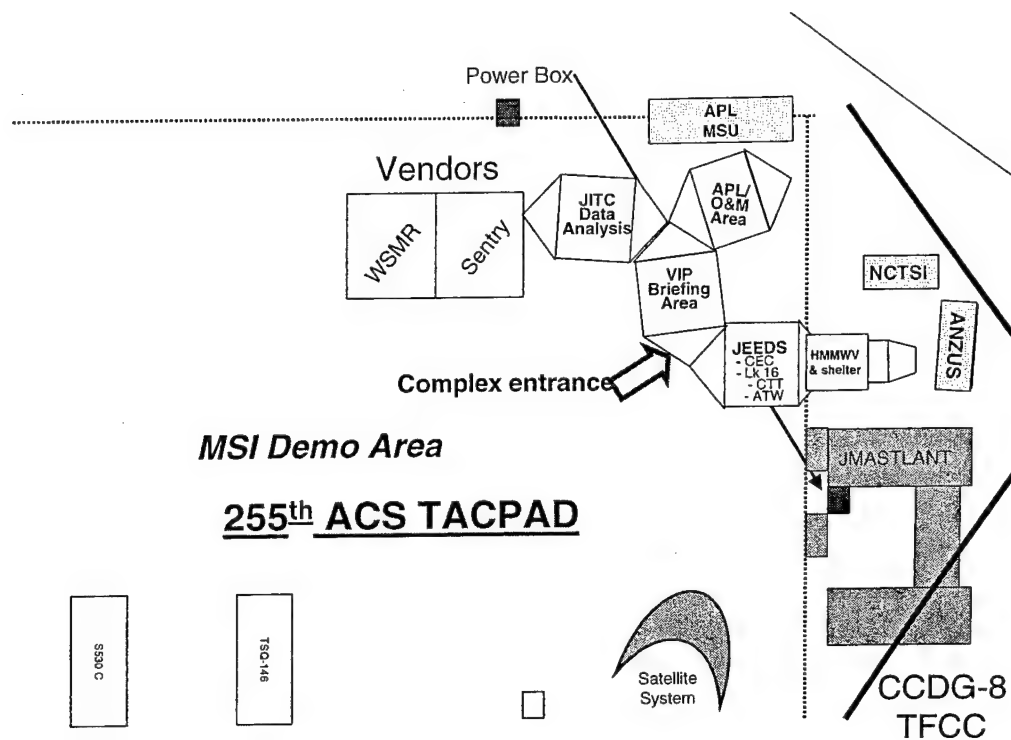 Power Box
APL
MSU
Vendors
WSMR
Sentry
JITC
Data
Analysis
APL/
O&M
Area
VIP
Briefing
Area
NCTSi
ANZUS
JEEDS
- CEC
- Lk 16
- CTT
- ATW
HMMWV
& shelter
Complex entrance
MSI Demo Area
JMASTLANT
255th ACS TACPAD
S530 C
TSQ-146
Satellite
System
CCDG-8
TFCC